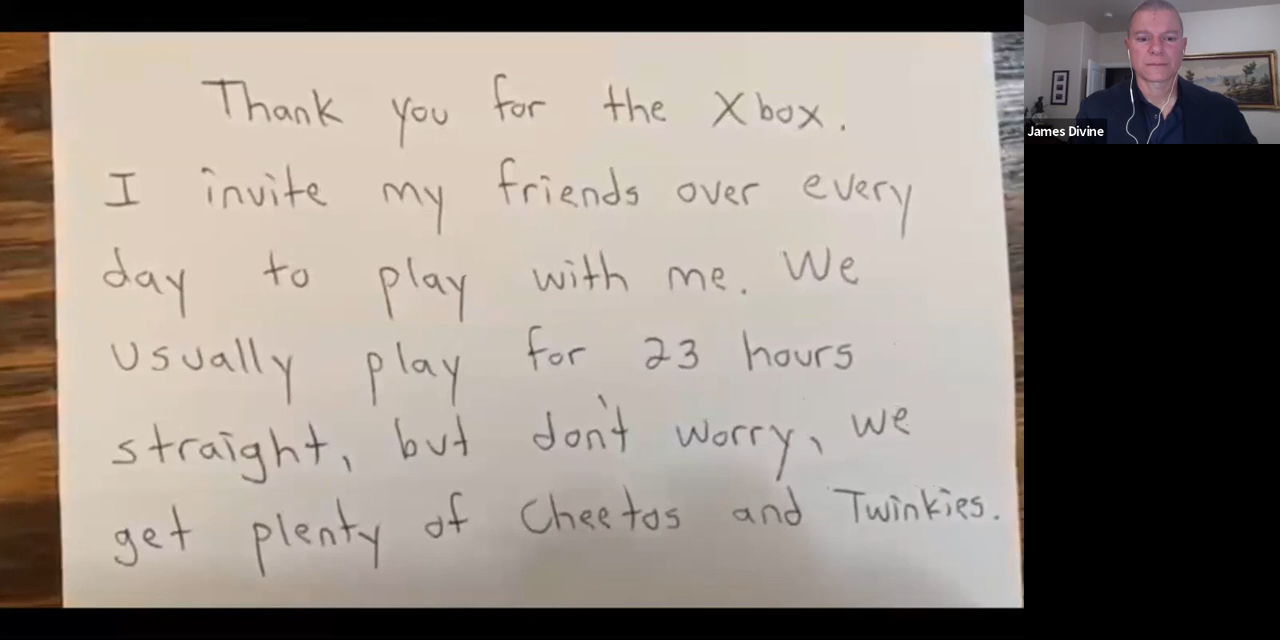 Thank you for the Xbox.
I invite my friends over every
day to play with me. We
usually play for 23 hours
straight, but don't worry, we
get plenty of Cheetos and Twinkies.
James Divine